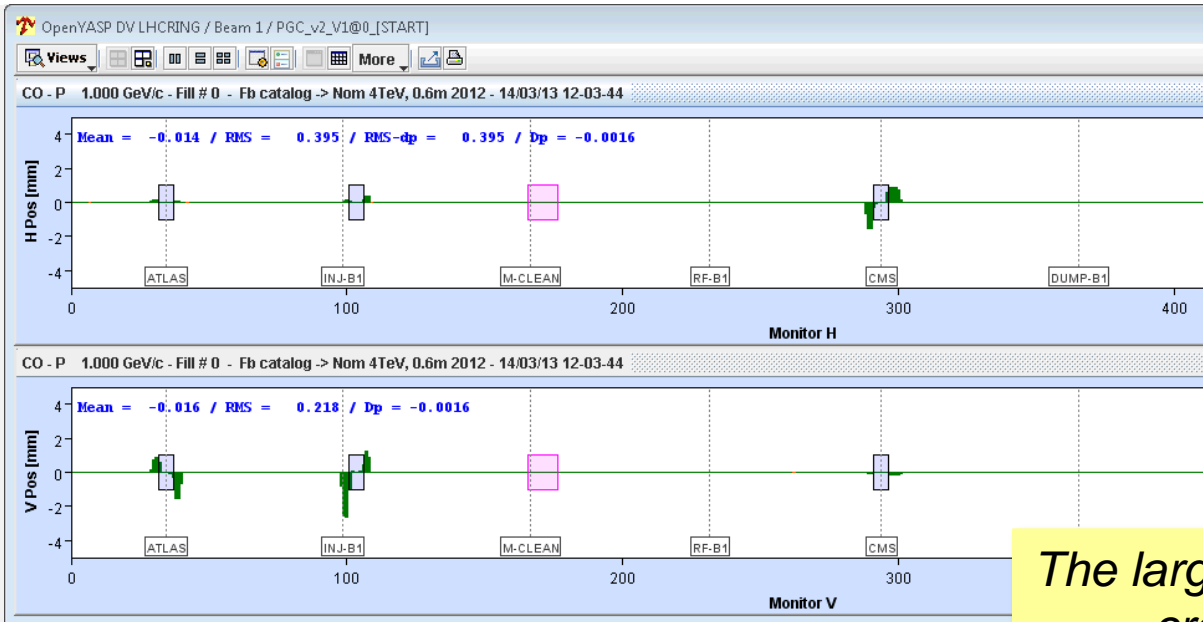 OpenYASP DV LHCRING / Beam 1 / PGC_v2_V1@0_[START]
Views More
CO - P 1.000 GeV/c - Fill # 0 - Fb catalog -> Nom 4TeV, 0.6m 2012 - 14/03/13 12-03-44
Mean = -0.014 / RMS = 0.395 / RMS-dp = 0.395 / Dp = -0.0016
H Pos [mm]
4
2
0
-2
-4
ATLAS INJ-B1 M-CLEAN RF-B1 CMS DUMP-B1
0 100 200 300 400
Monitor H
CO - P 1.000 GeV/c - Fill # 0 - Fb catalog -> Nom 4TeV, 0.6m 2012 - 14/03/13 12-03-44
Mean = -0.016 / RMS = 0.218 / Dp = -0.0016
V Pos [mm]
4
2
0
-2
-4
ATLAS INJ-B1 M-CLEAN RF-B1 CMS
0 100 200 300
Monitor V
The larg